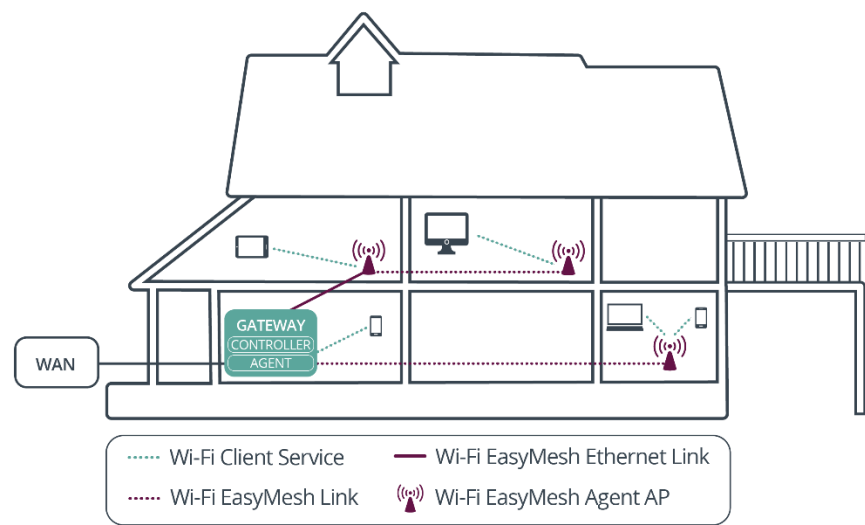 GATEWAY
CONTROLLER
AGENT
WAN
Wi-Fi Client Service
Wi-Fi EasyMesh Ethernet Link
Wi-Fi EasyMesh Link
Wi-Fi EasyMesh Agent AP